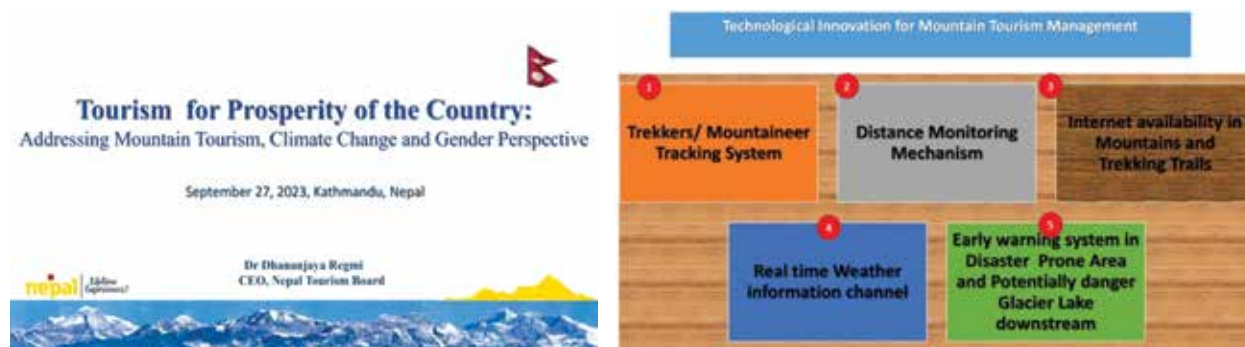 Tourism for Prosperity of the Country:
Addressing Mountain Tourism, Climate Change and Gender Perspective
September 27, 2023, Kathmandu, Nepal
Dr Dhananjaya Regmi
CEO, Nepal Tourism Board
nepal
Technological Innovation for Mountain Tourism Management
1
Trekkers/ Mountaineer
Tracking System
2
Distance Monitoring
Mechanism
3
Internet availability in
Mountains and
Trekking Trails
4
Real time Weather
information channel
5
Early warning system in
Disaster Prone Area
and Potentially danger
Glacier Lake
downstream